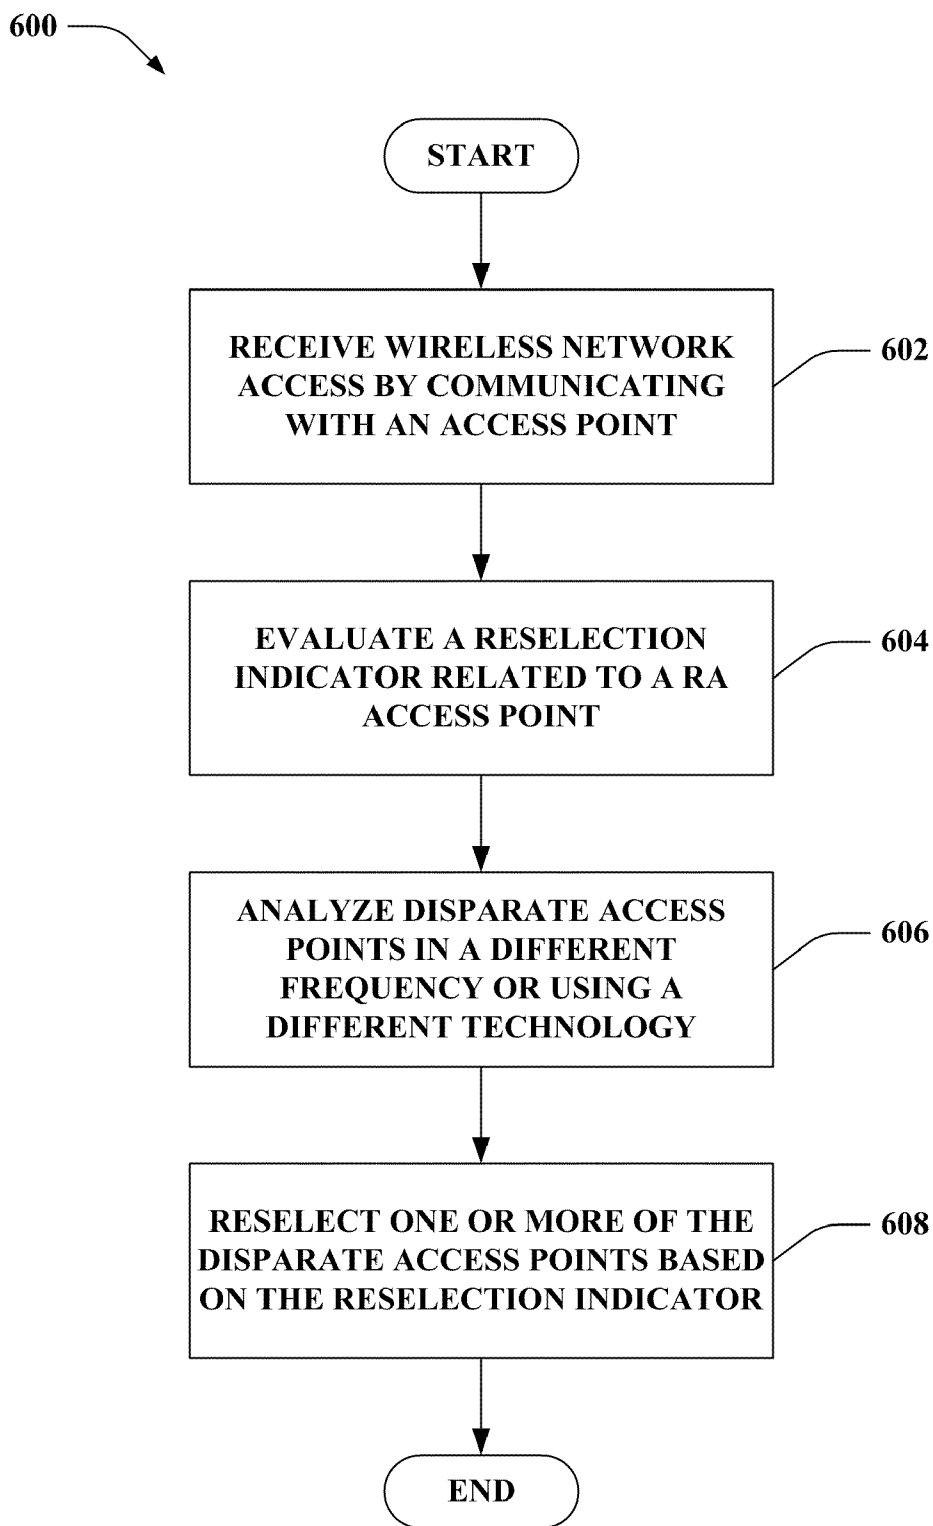 600
START
RECEIVE WIRELESS NETWORK
ACCESS BY COMMUNICATING
WITH AN ACCESS POINT
602
EVALUATE A RESELECTION
INDICATOR RELATED TO A RA
ACCESS POINT
604
ANALYZE DISPARATE ACCESS
POINTS IN A DIFFERENT
FREQUENCY OR USING A
DIFFERENT TECHNOLOGY
606
RESELECT ONE OR MORE OF THE
DISPARATE ACCESS POINTS BASED
ON THE RESELECTION INDICATOR
608
END